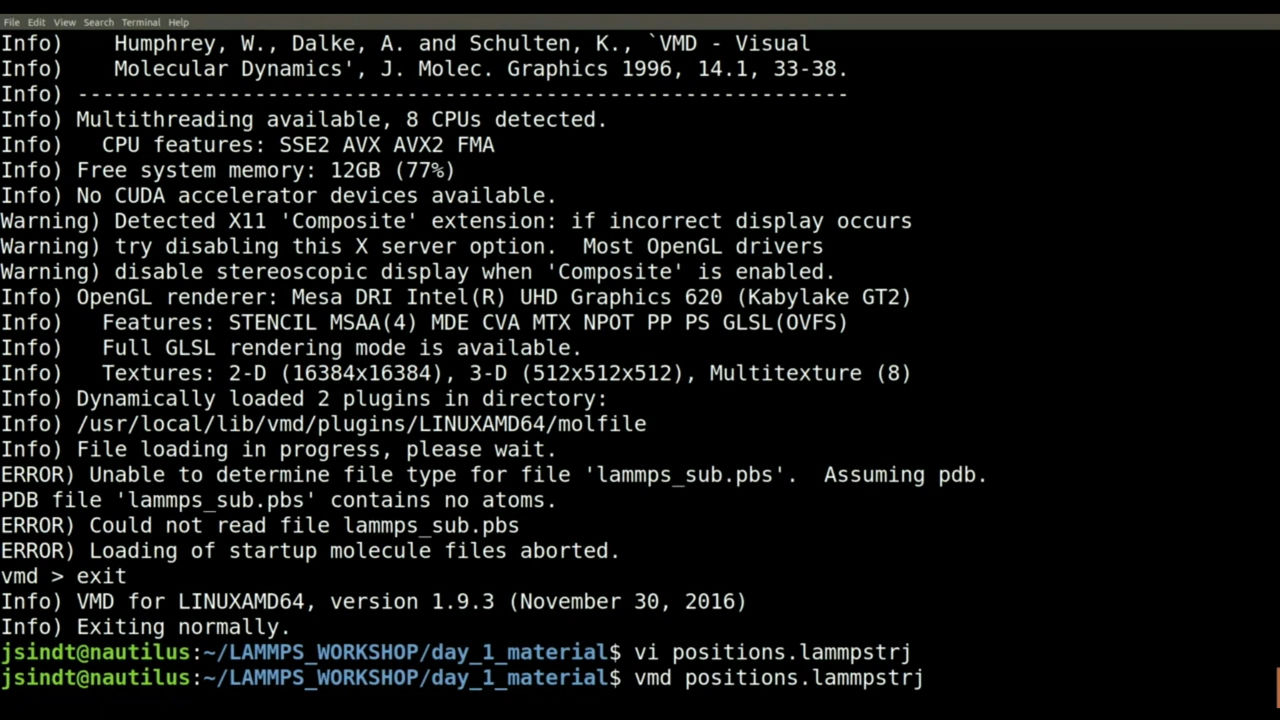 File Edit View Search Terminal Help
Info)    Humphrey, W., Dalke, A. and Schulten, K., `VMD - Visual
Info)    Molecular Dynamics', J. Molec. Graphics 1996, 14.1, 33-38.
Info) -------------------------------------------------------------
Info) Multithreading available, 8 CPUs detected.
Info)   CPU features: SSE2 AVX AVX2 FMA
Info) Free system memory: 12GB (77%)
Info) No CUDA accelerator devices available.
Warning) Detected X11 'Composite' extension: if incorrect display occurs
Warning) try disabling this X server option.  Most OpenGL drivers
Warning) disable stereoscopic display when 'Composite' is enabled.
Info) OpenGL renderer: Mesa DRI Intel(R) UHD Graphics 620 (Kabylake GT2)
Info)   Features: STENCIL MSAA(4) MDE CVA MTX NPOT PP PS GLSL(OVFS)
Info)   Full GLSL rendering mode is available.
Info)   Textures: 2-D (16384x16384), 3-D (512x512x512), Multitexture (8)
Info) Dynamically loaded 2 plugins in directory:
Info) /usr/local/lib/vmd/plugins/LINUXAMD64/molfile
Info) File loading in progress, please wait.
ERROR) Unable to determine file type for file 'lammps_sub.pbs'.  Assuming pdb.
PDB file 'lammps_sub.pbs' contains no atoms.
ERROR) Could not read file lammps_sub.pbs
ERROR) Loading of startup molecule files aborted.
vmd > exit
Info) VMD for LINUXAMD64, version 1.9.3 (November 30, 2016)
Info) Exiting normally.
jsindt@nautilus:~/LAMMPS_WORKSHOP/day_1_material$ vi positions.lammpstrj
jsindt@nautilus:~/LAMMPS_WORKSHOP/day_1_material$ vmd positions.lammpstrj